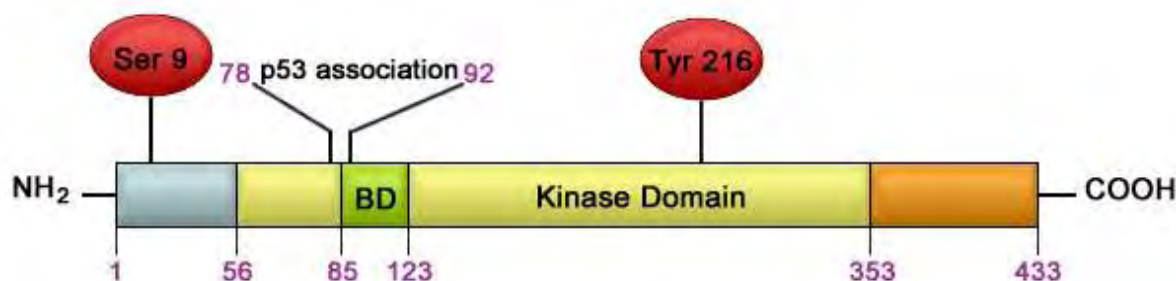 Ser 9
78 p53 association 92
Tyr 216
NH₂
BD
Kinase Domain
COOH
1 56 85 123 353 433